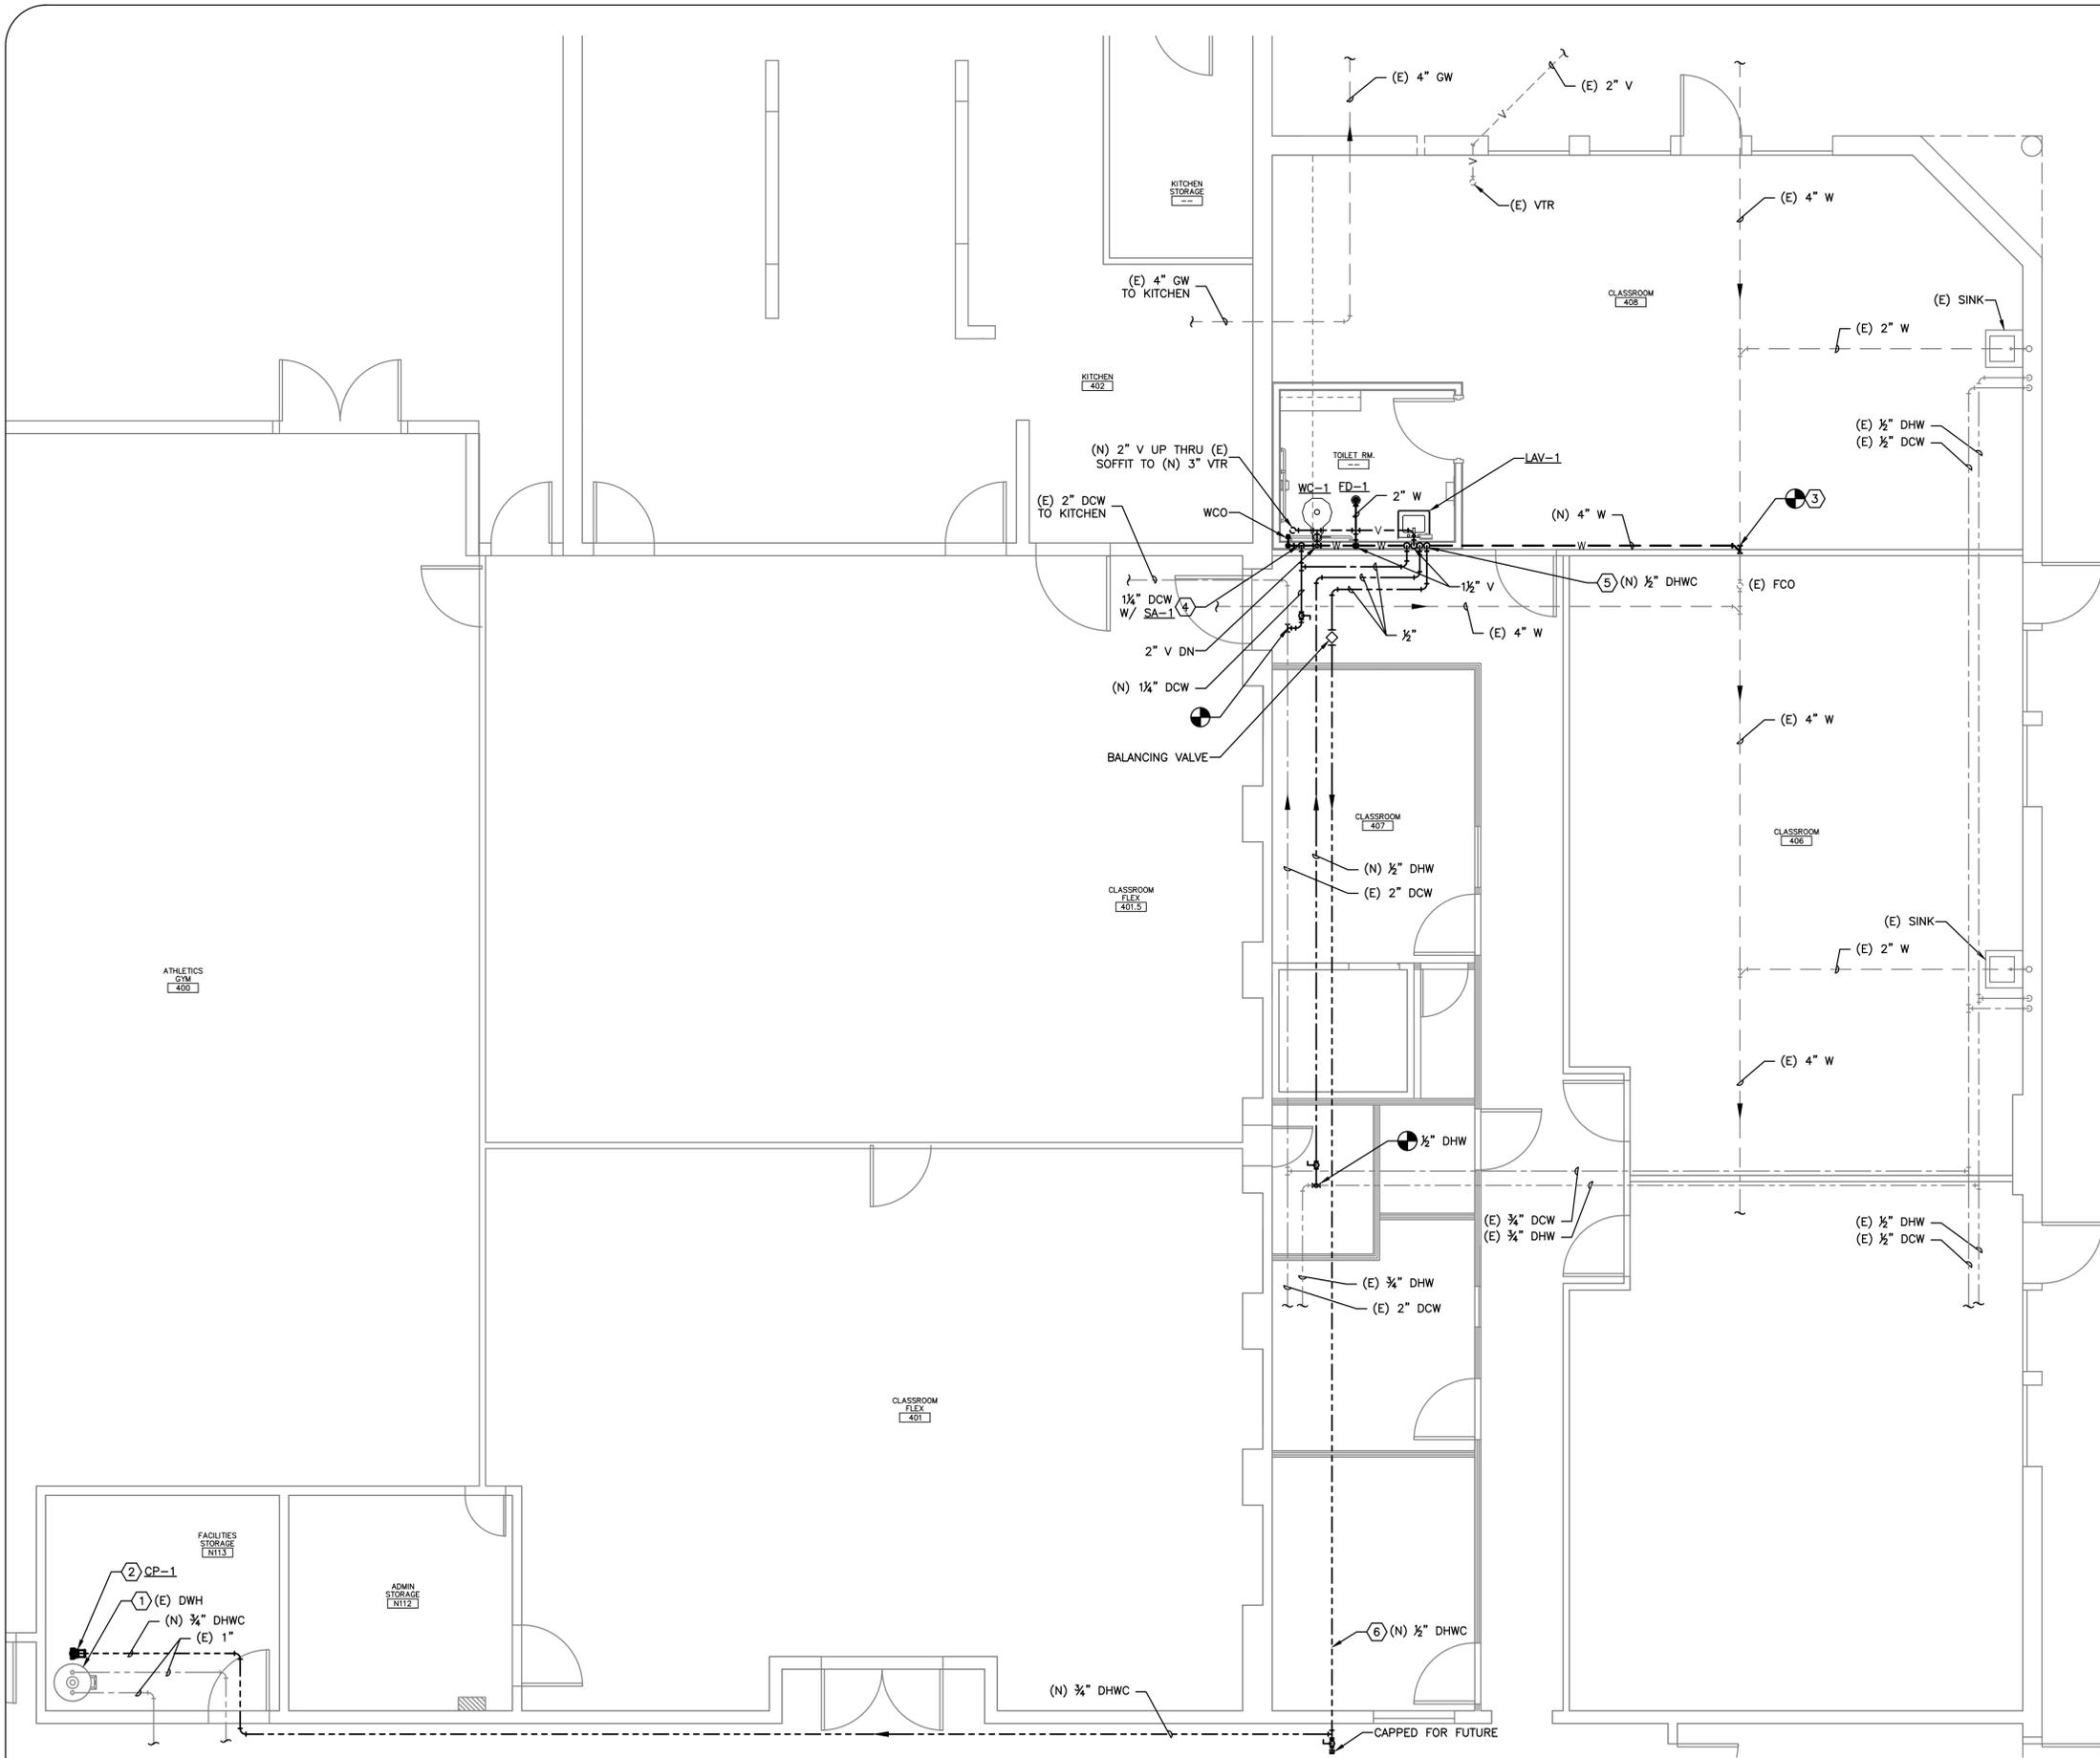 (E) 4" GW
(E) 2" V
V
V
(E) VTR
(E) 4" W
KITCHEN
STORAGE
--
(E) 4" GW
TO KITCHEN
CLASSROOM
408
(E) SINK
(E) 2" W
KITCHEN
402
(E) ½" DHW
(E) ½" DCW
(N) 2" V UP THRU (E)
SOFFIT TO (N) 3" VTR
TOILET RM.
--
LAV-1
WC-1
FD-1
2" W
(E) 2" DCW
TO KITCHEN
WCO
V
W
W
(N) 4" W
W
3
5 (N) ½" DHWC
(E) FCO
1½" V
1¼" DCW
W/ SA-1
4
½"
(E) 4" W
2" V DN
(N) 1¼" DCW
(E) 4" W
BALANCING VALVE
CLASSROOM
407
CLASSROOM
406
(N) ½" DHW
(E) 2" DCW
CLASSROOM
FLEX
401.5
(E) SINK
(E) 2" W
ATHLETICS
GYM
400
(E) 4" W
½" DHW
(E) ¾" DCW
(E) ¾" DHW
(E) ½" DHW
(E) ½" DCW
(E) ¾" DHW
(E) 2" DCW
CLASSROOM
FLEX
401
FACILITIES
STORAGE
N113
2 CP-1
ADMIN
STORAGE
N112
1 (E) DWH
(N) ¾" DHWC
(E) 1"
6 (N) ½" DHWC
(N) ¾" DHWC
CAPPED FOR FUTURE